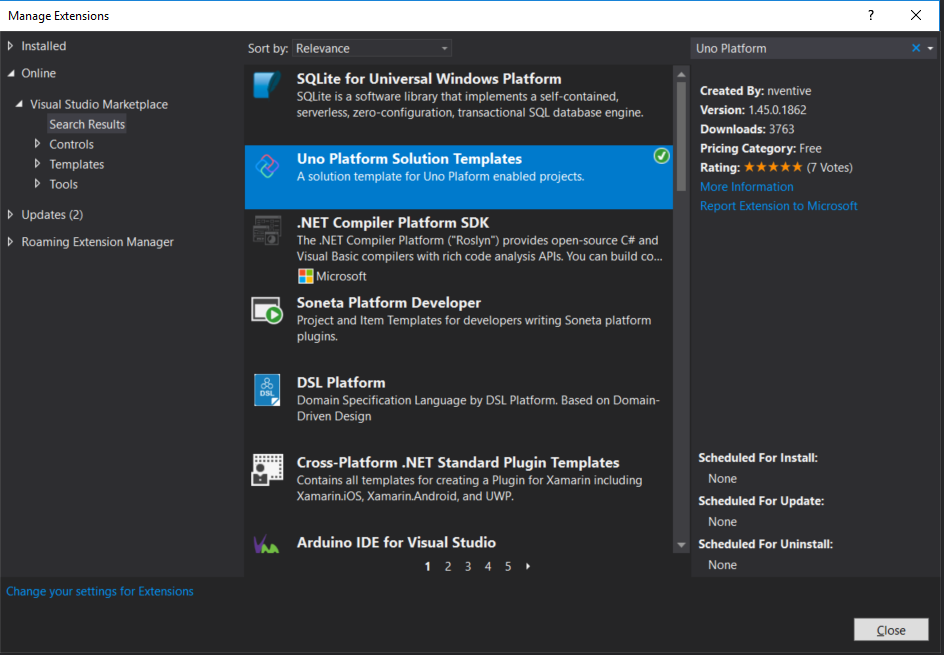 Manage Extensions
?
Installed
Online
Visual Studio Marketplace
Search Results
Controls
Templates
Tools
Updates (2)
Roaming Extension Manager
Change your settings for Extensions
Sort by: Relevance
SQLite for Universal Windows Platform
SQLite is a software library that implements a self-contained,
serverless, zero-configuration, transactional SQL database engine.
Uno Platform Solution Templates
A solution template for Uno Plaform enabled projects.
.NET Compiler Platform SDK
The .NET Compiler Platform ("Roslyn") provides open-source C# and
Visual Basic compilers with rich code analysis APIs. You can build co...
Microsoft
Soneta Platform Developer
Project and Item Templates for developers writing Soneta platform
plugins.
DSL
DSL Platform
Domain Specification Language by DSL Platform. Based on Domain-
Driven Design
Cross-Platform .NET Standard Plugin Templates
Contains all templates for creating a Plugin for Xamarin including
Xamarin.iOS, Xamarin.Android, and UWP.
Arduino IDE for Visual Studio
1 2 3 4 5
Uno Platform
Created By: nventive
Version: 1.45.0.1862
Downloads: 3763
Pricing Category: Free
Rating: ★★★★★ (7 Votes)
More Information
Report Extension to Microsoft
Scheduled For Install:
None
Scheduled For Update:
None
Scheduled For Uninstall:
None
Close